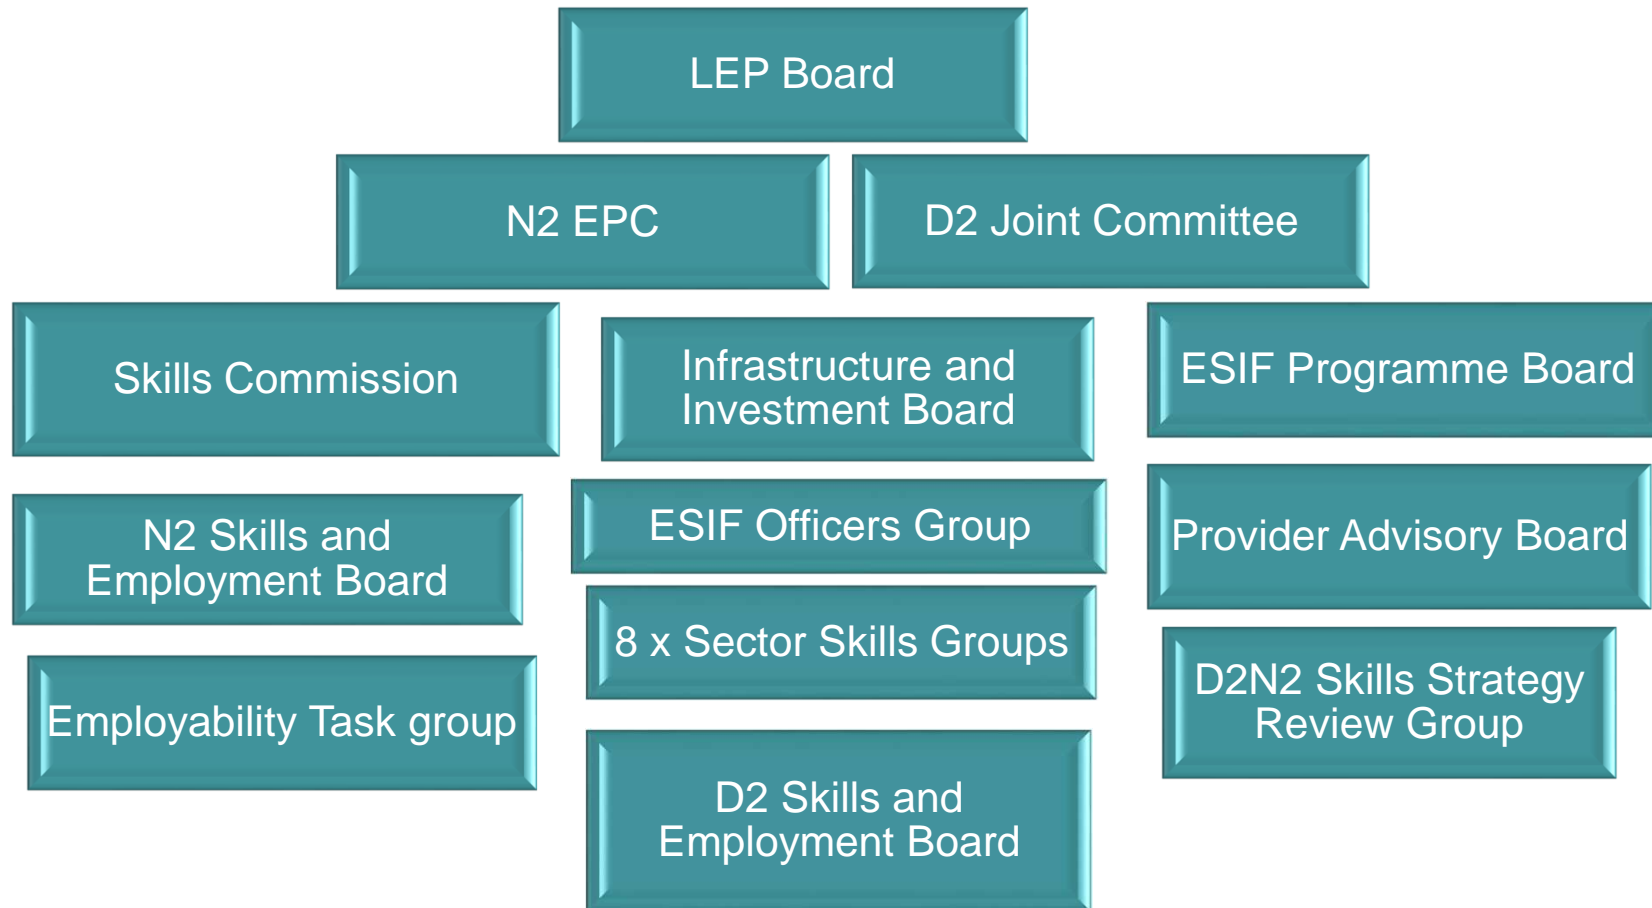 LEP Board
N2 EPC
D2 Joint Committee
Skills Commission
Infrastructure and
Investment Board
ESIF Programme Board
N2 Skills and
Employment Board
ESIF Officers Group
Provider Advisory Board
8 x Sector Skills Groups
Employability Task group
D2N2 Skills Strategy
Review Group
D2 Skills and
Employment Board